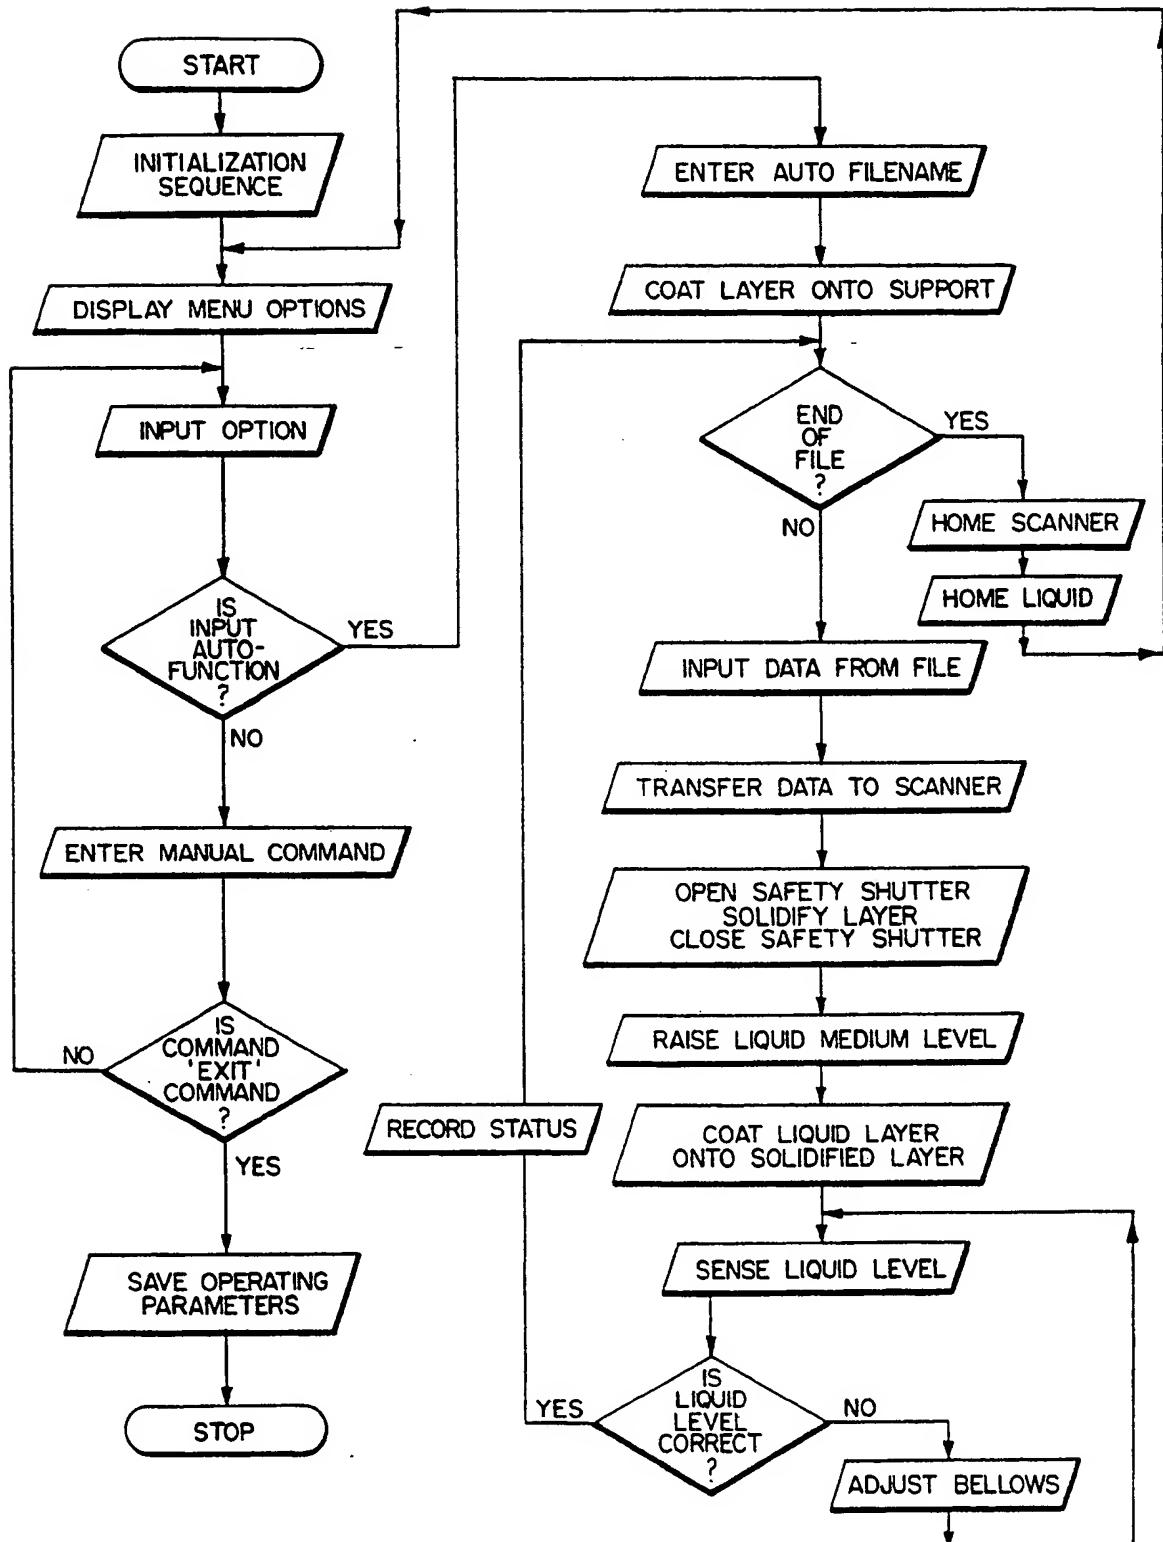 START
INITIALIZATION
SEQUENCE
DISPLAY MENU OPTIONS
INPUT OPTION
IS
INPUT
AUTO-
FUNCTION
?
YES
NO
ENTER MANUAL COMMAND
IS
COMMAND
'EXIT'
COMMAND
?
NO
YES
SAVE OPERATING
PARAMETERS
STOP
ENTER AUTO FILENAME
COAT LAYER ONTO SUPPORT
END
OF
FILE
?
YES
NO
HOME SCANNER
HOME LIQUID
INPUT DATA FROM FILE
TRANSFER DATA TO SCANNER
OPEN SAFETY SHUTTER
SOLIDIFY LAYER
CLOSE SAFETY SHUTTER
RAISE LIQUID MEDIUM LEVEL
COAT LIQUID LAYER
ONTO SOLIDIFIED LAYER
RECORD STATUS
SENSE LIQUID LEVEL
IS
LIQUID
LEVEL
CORRECT
?
YES
NO
ADJUST BELLOWS